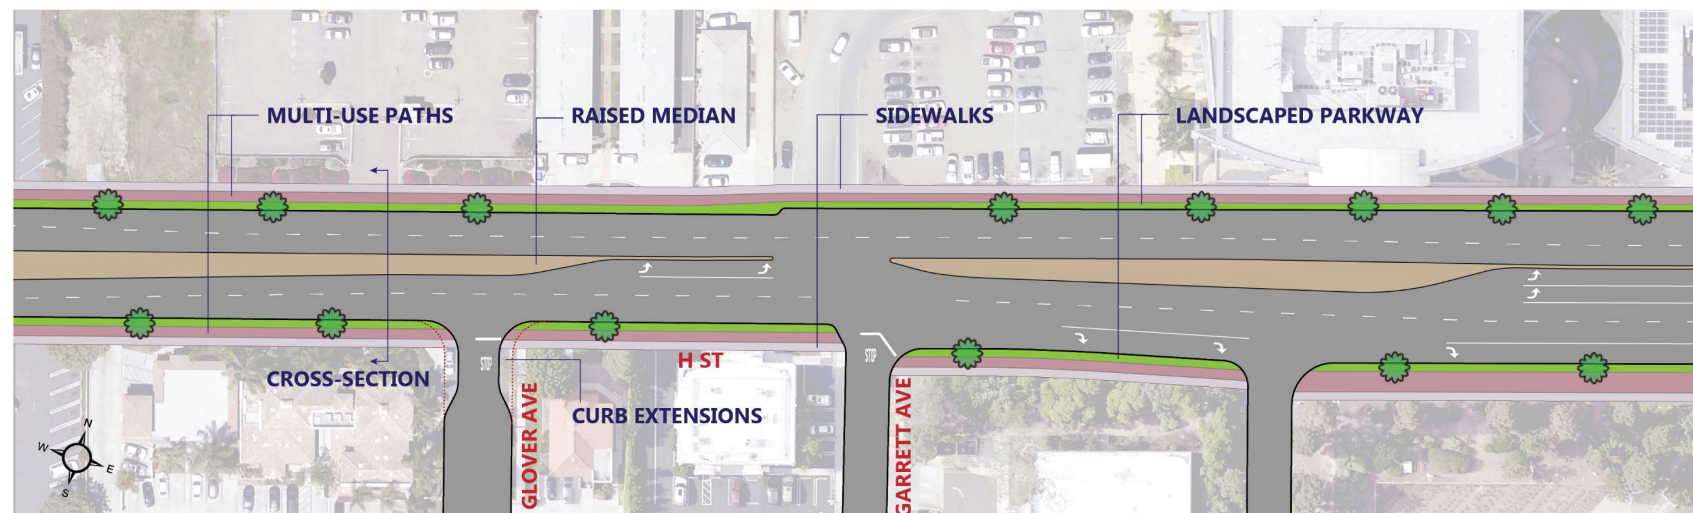 MULTI-USE PATHS
RAISED MEDIAN
SIDEWALKS
LANDSCAPED PARKWAY
STOP
STOP
H ST
CROSS-SECTION
CURB EXTENSIONS
GLOVER AVE
GARRETT AVE
N
W
E
S